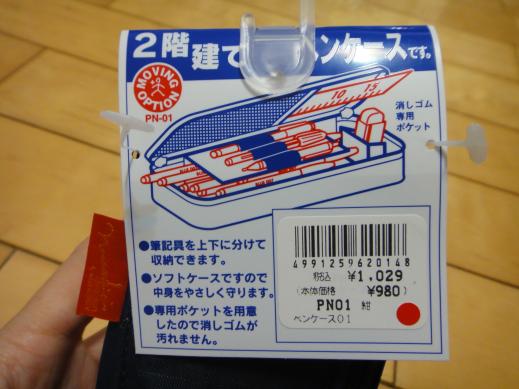 2階建てペンケースです。
MOVING
OPTION
PN-01
10 15
消しゴム
専用
ポケット
●筆記具を上下に分けて
収納できます。
●ソフトケースですので
中身をやさしく守ります。
●専用ポケットを用意
したので消しゴムが
汚れません。
4991259620148
税込 ¥1,029
(本体価格 ¥980)
PN01 紺
ペンケース01